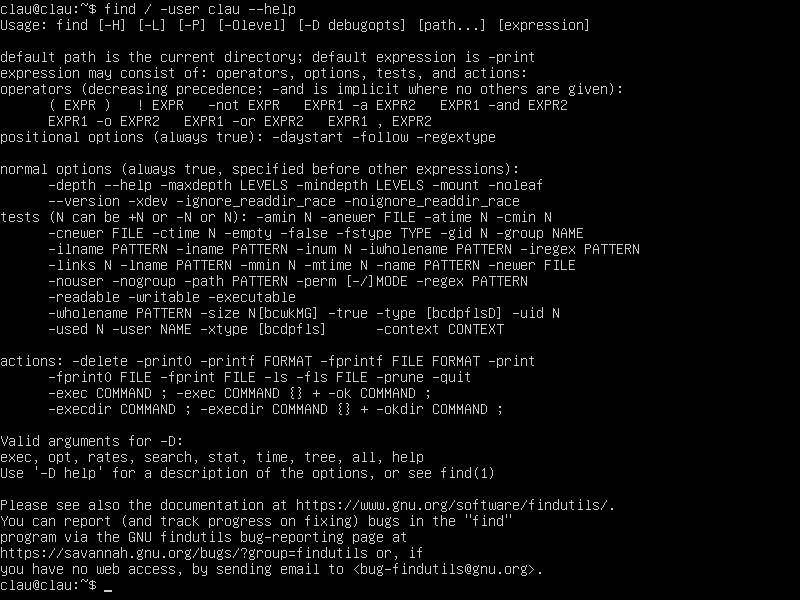 clau@clau:~$ find / -user clau --help
Usage: find [-H] [-L] [-P] [-Olevel] [-D debugopts] [path...] [expression]

default path is the current directory; default expression is -print
expression may consist of: operators, options, tests, and actions:
operators (decreasing precedence; -and is implicit where no others are given):
      ( EXPR )   ! EXPR   -not EXPR   EXPR1 -a EXPR2   EXPR1 -and EXPR2
      EXPR1 -o EXPR2   EXPR1 -or EXPR2   EXPR1 , EXPR2
positional options (always true): -daystart -follow -regextype

normal options (always true, specified before other expressions):
      -depth --help -maxdepth LEVELS -mindepth LEVELS -mount -noleaf
      --version -xdev -ignore_readdir_race -noignore_readdir_race
tests (N can be +N or -N or N): -amin N -anewer FILE -atime N -cmin N
      -cnewer FILE -ctime N -empty -false -fstype TYPE -gid N -group NAME
      -ilname PATTERN -iname PATTERN -inum N -iwholename PATTERN -iregex PATTERN
      -links N -lname PATTERN -mmin N -mtime N -name PATTERN -newer FILE
      -nouser -nogroup -path PATTERN -perm [-/]MODE -regex PATTERN
      -readable -writable -executable
      -wholename PATTERN -size N[bcwkMG] -true -type [bcdpflsD] -uid N
      -used N -user NAME -xtype [bcdpfls]      -context CONTEXT

actions: -delete -print0 -printf FORMAT -fprintf FILE FORMAT -print
      -fprint0 FILE -fprint FILE -ls -fls FILE -prune -quit
      -exec COMMAND ; -exec COMMAND {} + -ok COMMAND ;
      -execdir COMMAND ; -execdir COMMAND {} + -okdir COMMAND ;

Valid arguments for -D:
exec, opt, rates, search, stat, time, tree, all, help
Use '-D help' for a description of the options, or see find(1)

Please see also the documentation at https://www.gnu.org/software/findutils/.
You can report (and track progress on fixing) bugs in the "find"
program via the GNU findutils bug-reporting page at
https://savannah.gnu.org/bugs/?group=findutils or, if
you have no web access, by sending email to <bug-findutils@gnu.org>.
clau@clau:~$ _